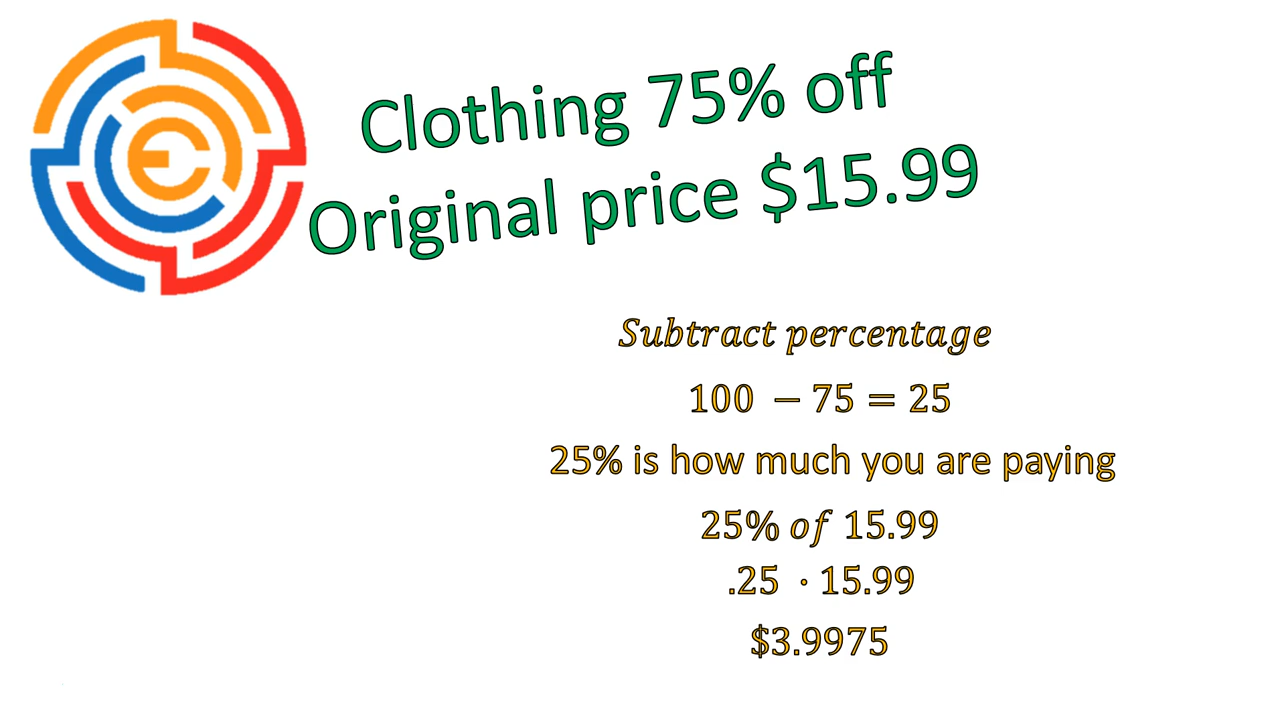 Clothing 75% off
Original price $15.99
Subtract percentage
100 − 75 = 25
25% is how much you are paying
25% of 15.99
.25 · 15.99
$3.9975